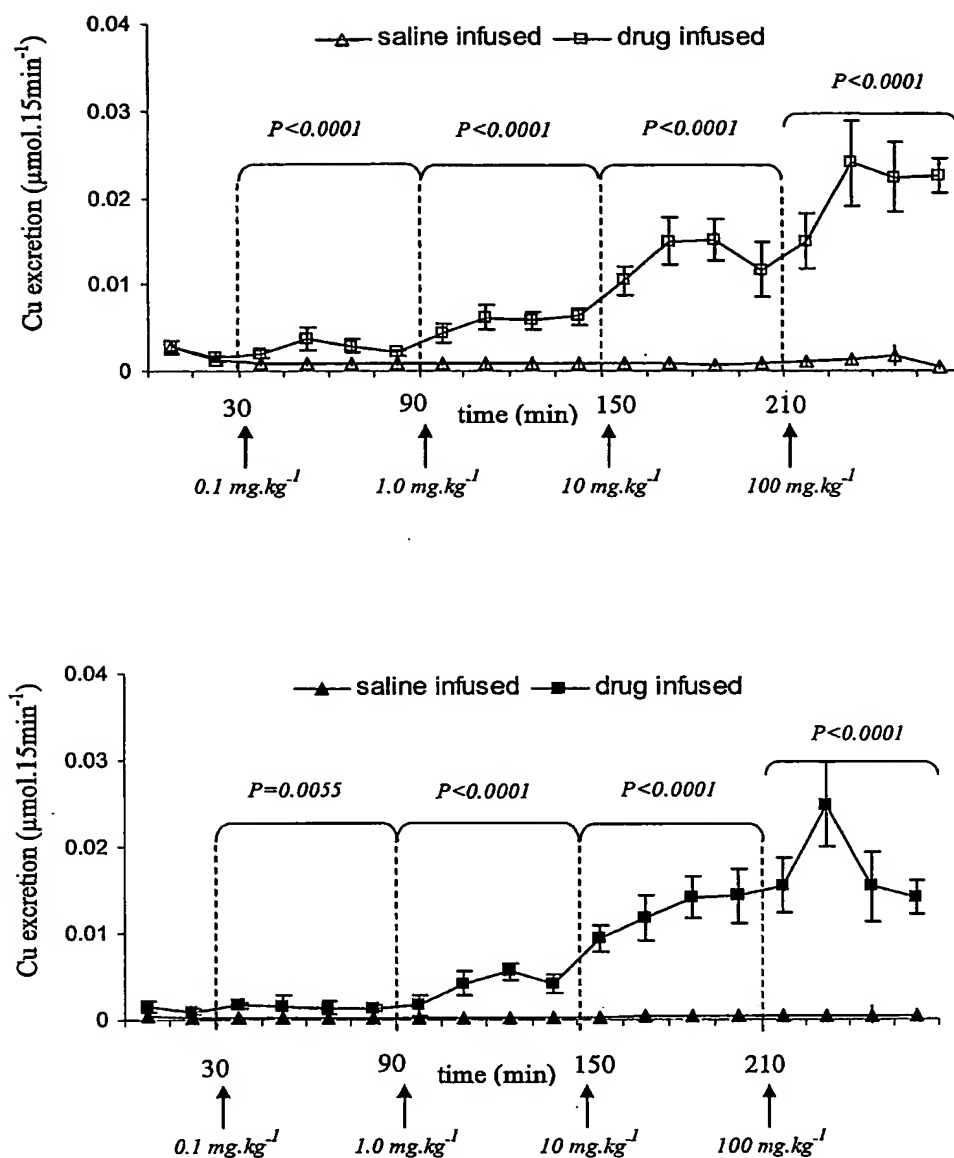 0.04
saline infused drug infused
P<0.0001
0.03
P<0.0001 P<0.0001 P<0.0001
0.02
0.01
0
Cu excretion (µmol.15min⁻¹)
30 90 time (min) 150 210
0.1 mg.kg⁻¹ 1.0 mg.kg⁻¹ 10 mg.kg⁻¹ 100 mg.kg⁻¹
0.04
saline infused drug infused
P<0.0001
0.03
P=0.0055 P<0.0001 P<0.0001
0.02
0.01
0
Cu excretion (µmol.15min⁻¹)
30 90 time (min) 150 210
0.1 mg.kg⁻¹ 1.0 mg.kg⁻¹ 10 mg.kg⁻¹ 100 mg.kg⁻¹